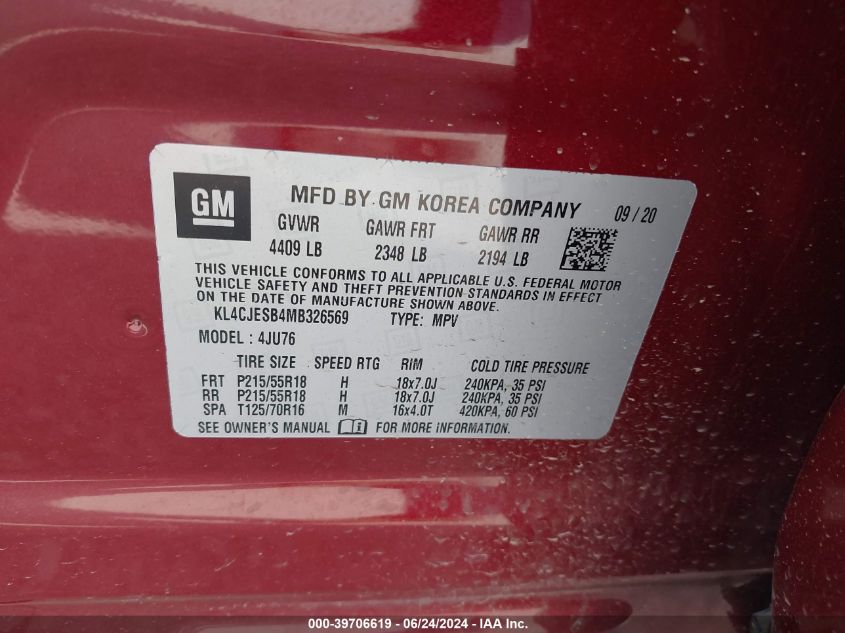 GM
MFD BY GM KOREA COMPANY 09/20
GVWR GAWR FRT GAWR RR
4409 LB 2348 LB 2194 LB
THIS VEHICLE CONFORMS TO ALL APPLICABLE U.S. FEDERAL MOTOR
VEHICLE SAFETY AND THEFT PREVENTION STANDARDS IN EFFECT
ON THE DATE OF MANUFACTURE SHOWN ABOVE.
KL4CJESB4MB326569 TYPE: MPV
MODEL : 4JU76
TIRE SIZE SPEED RTG RIM COLD TIRE PRESSURE
FRT P215/55R18 H 18x7.0J 240KPA, 35 PSI
RR P215/55R18 H 18x7.0J 240KPA, 35 PSI
SPA T125/70R16 M 16x4.0T 420KPA, 60 PSI
SEE OWNER'S MANUAL FOR MORE INFORMATION.
000-39706619 / 06/24/2024 / IAA Inc.